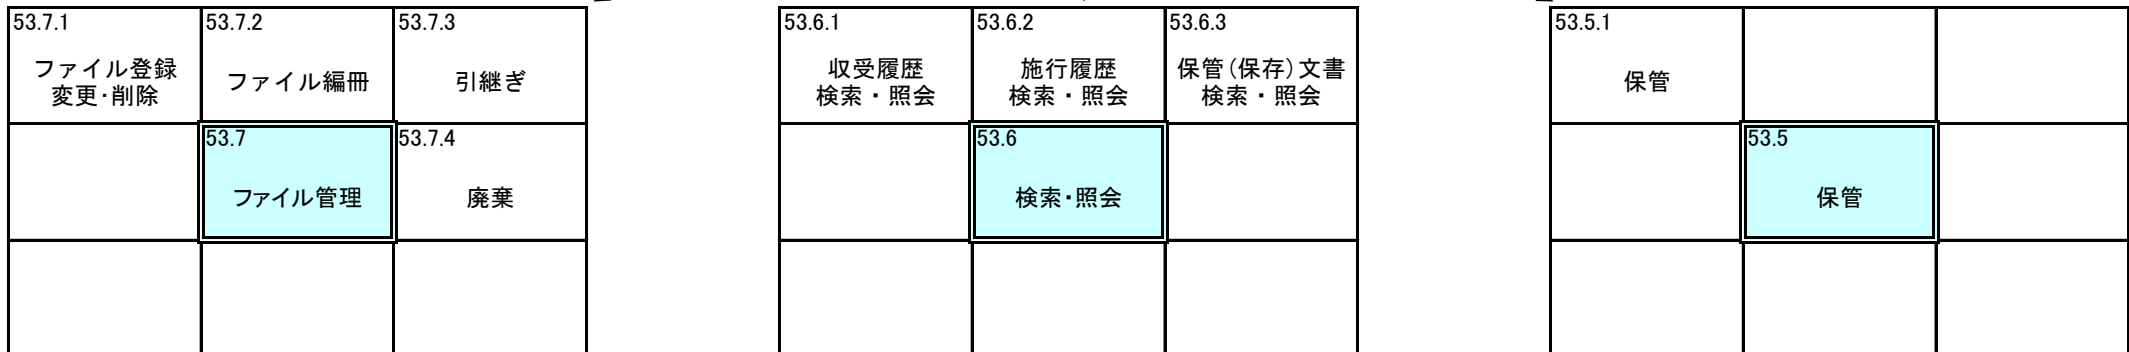 53.7.1
ファイル登録
変更･削除
53.7.2
ファイル編冊
53.7.3
引継ぎ
53.7
ファイル管理
53.7.4
廃棄
53.6.1
収受履歴
検索・照会
53.6.2
施行履歴
検索・照会
53.6.3
保管(保存)文書
検索・照会
53.6
検索･照会
53.5.1
保管
53.5
保管